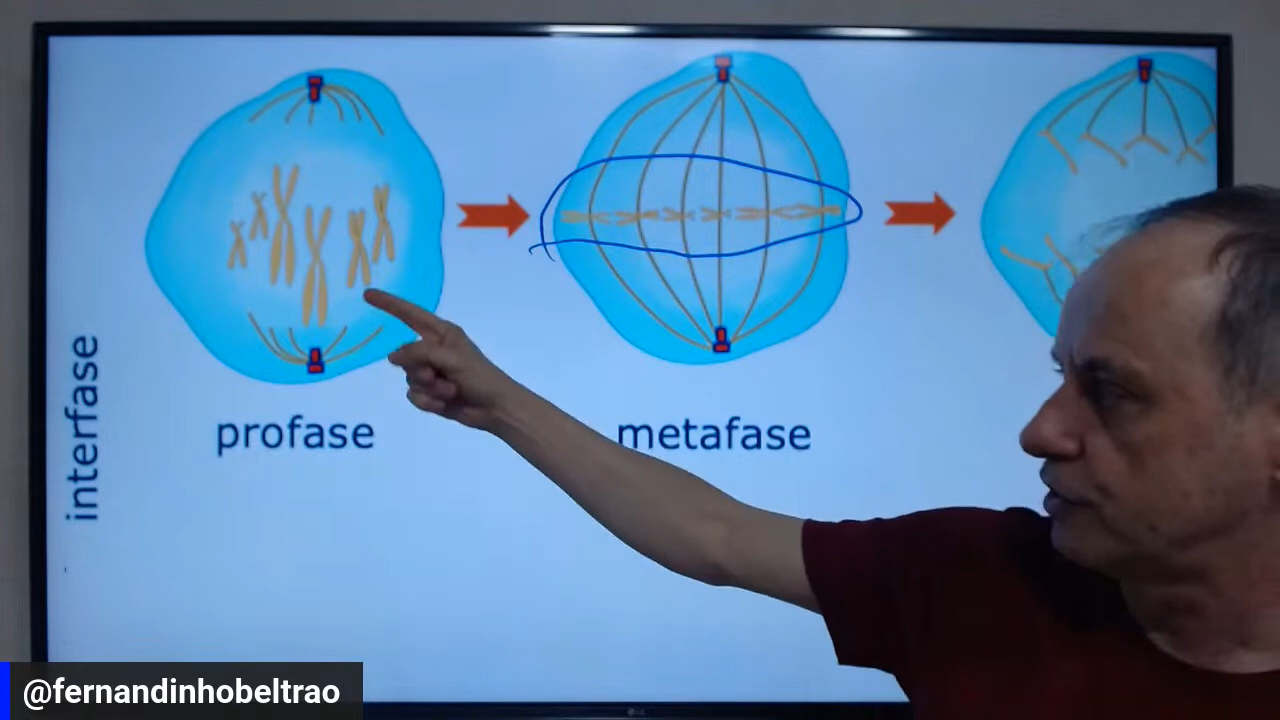 interfase
profase
metafase
@fernandinhobeltrao